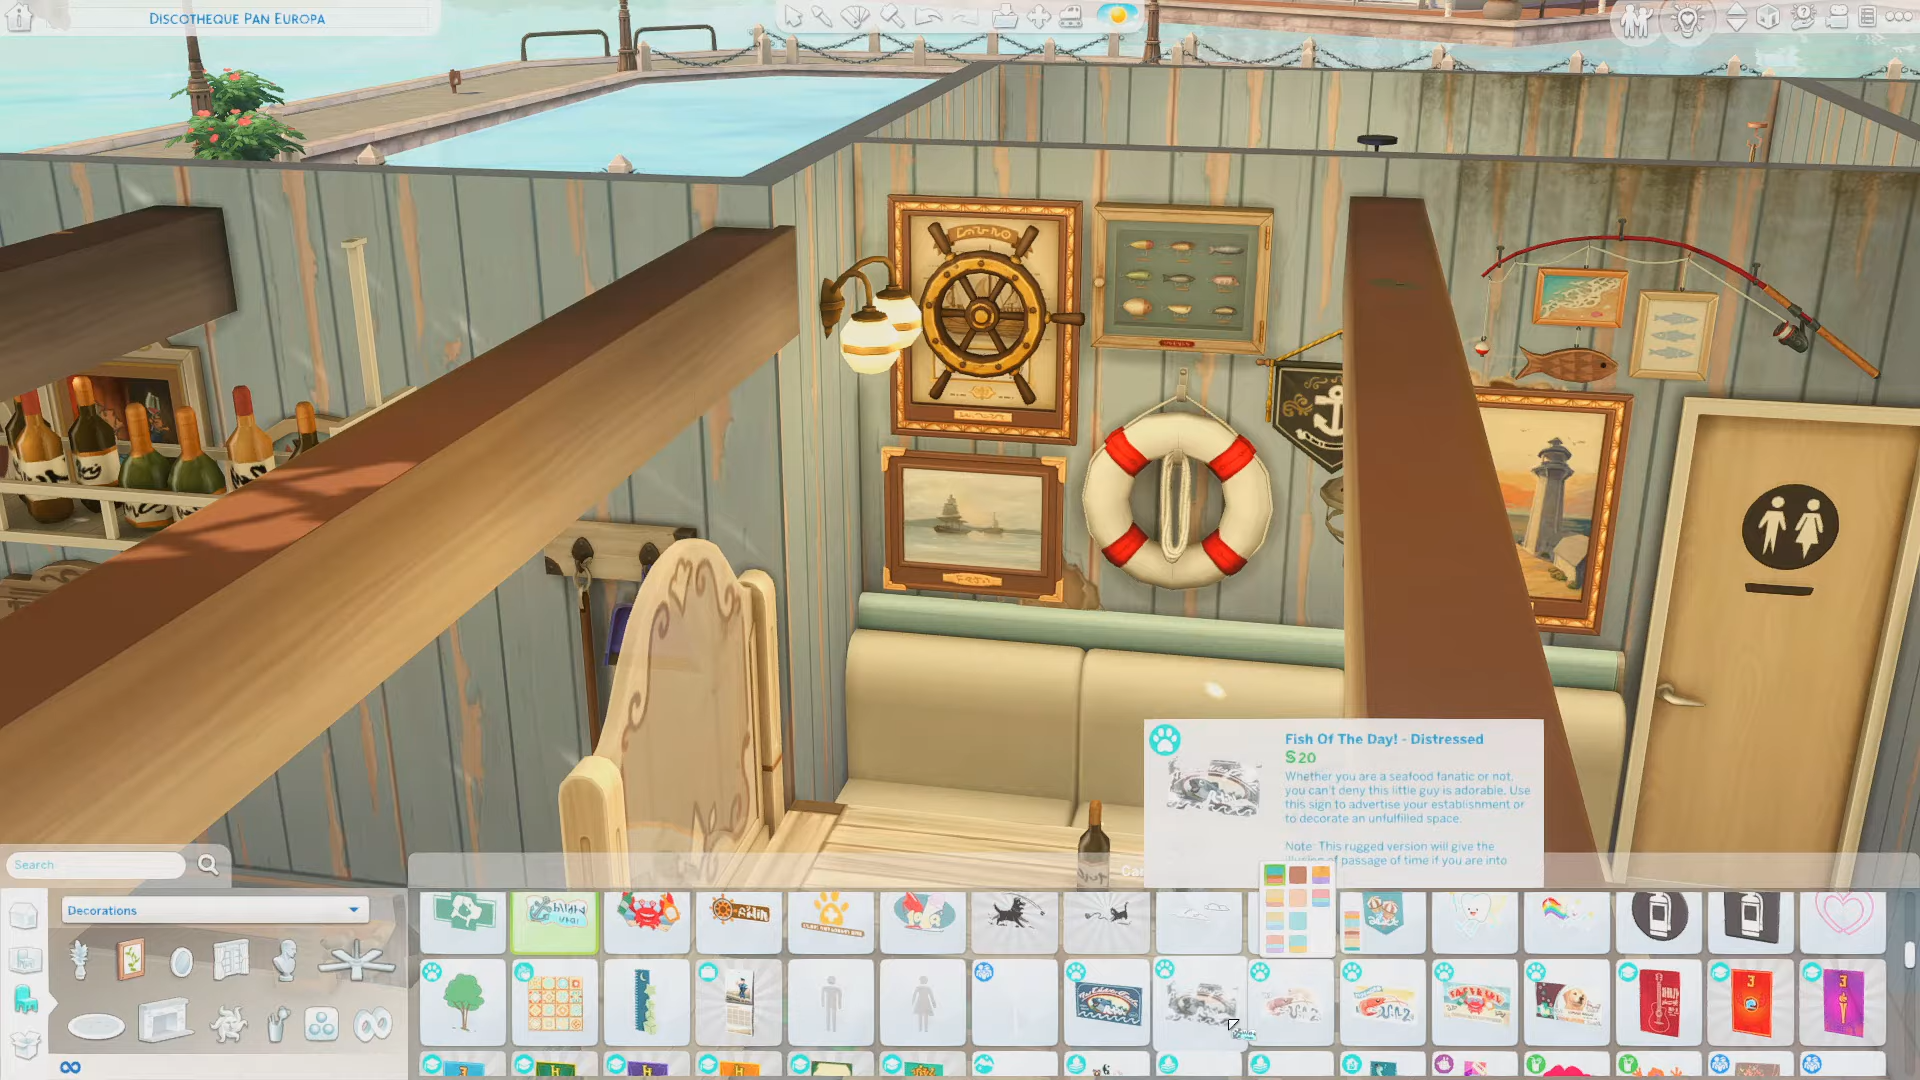 DISCOTHEQUE PAN EUROPA
Fish Of The Day! - Distressed
$20
Whether you are a seafood fanatic or not,
you can't deny this little guy is adorable. Use
this sign to advertise your establishment or
to decorate an unfulfilled space.
Note: This rugged version will give the
illusion of passage of time if you are into
Search
Decorations